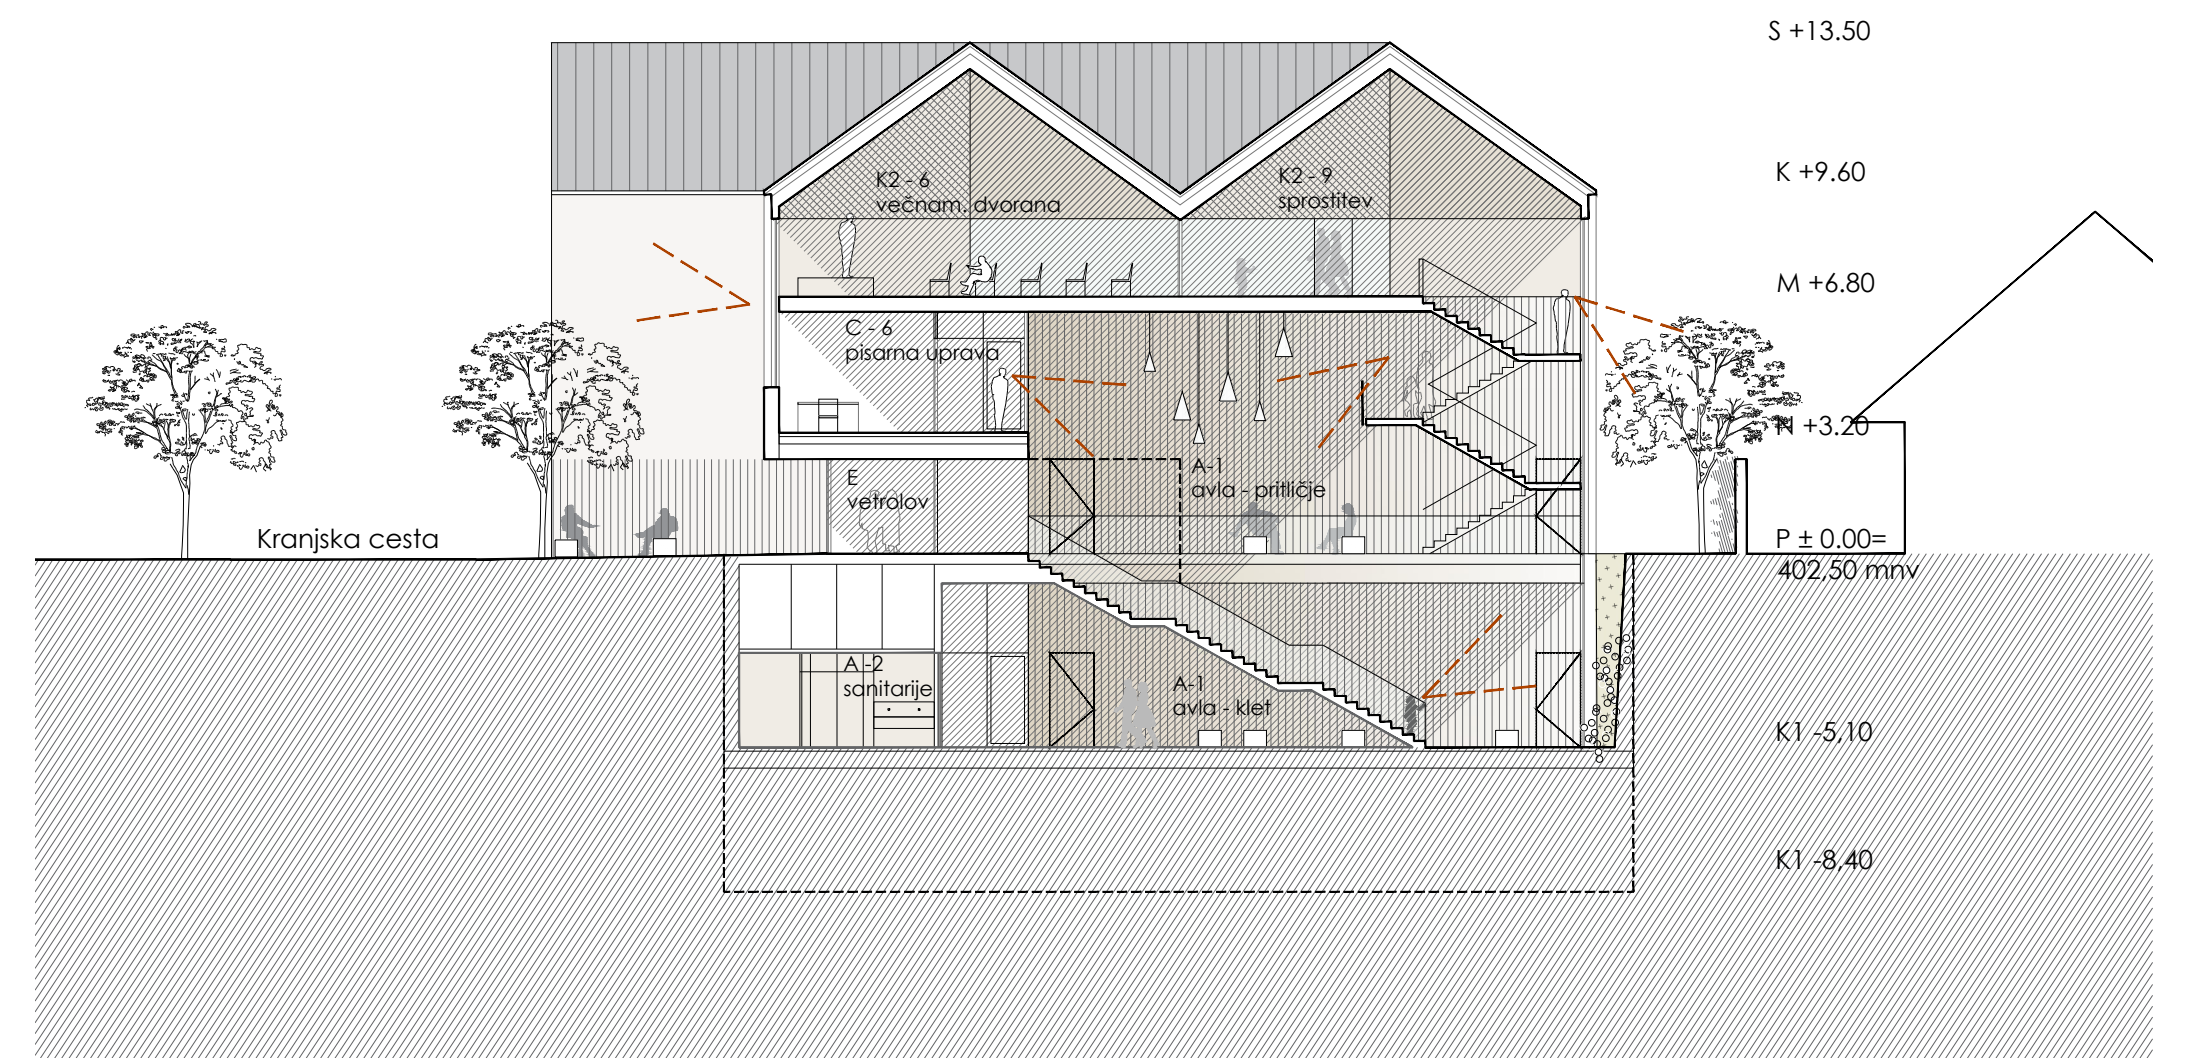 S +13.50
K +9.60
K2 - 6
večnam. dvorana
K2 - 9
sprostitev
M +6.80
C - 6
pisarna uprava
N +3.20
A-1
avla - pritličje
E
vetrolov
Kranjska cesta
P ± 0.00=
402,50 mnv
A -2
sanitarije
A-1
avla - klet
K1 -5,10
K1 -8,40